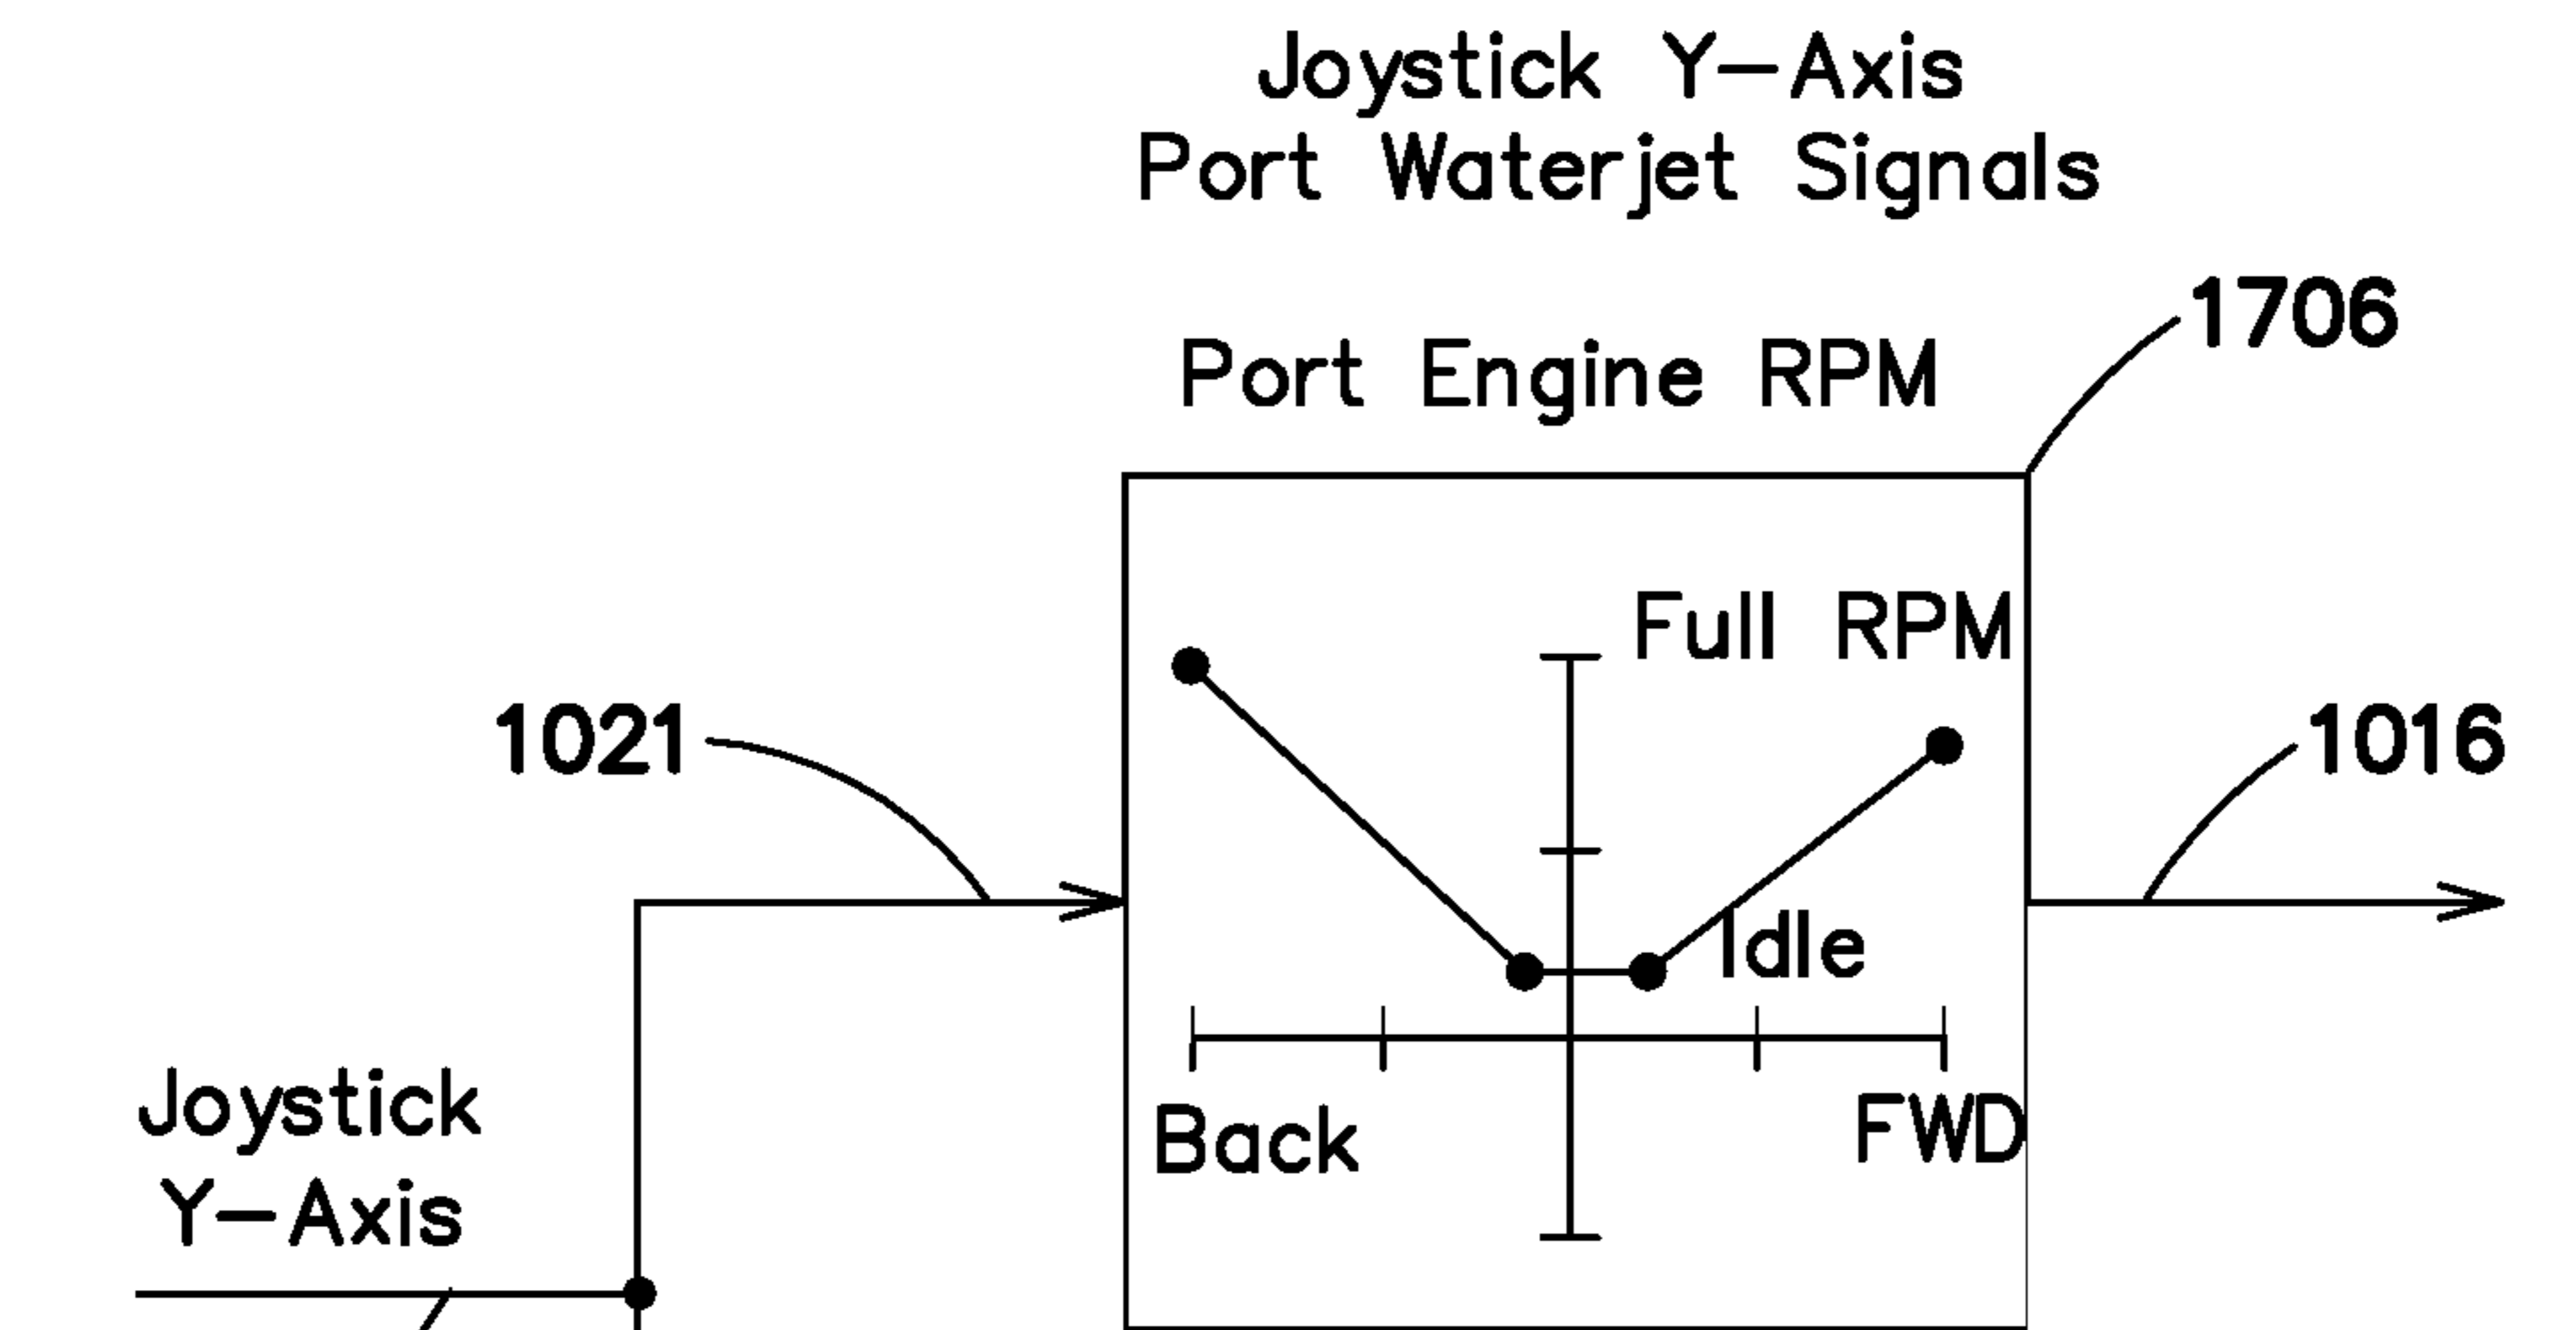 Joystick Y-Axis
Port Waterjet Signals
1706
Port Engine RPM
Full RPM
1021
1016
Idle
Joystick
Y-Axis
Back
FWD